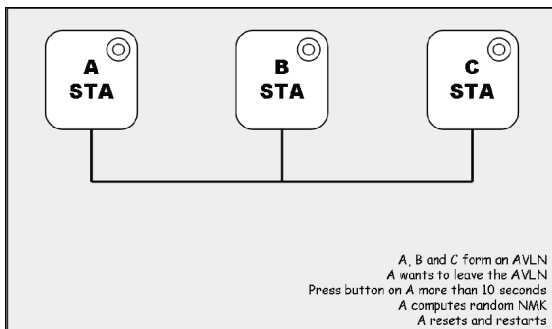 A
STA
B
STA
C
STA
A, B and C form an AVLN
A wants to leave the AVLN
Press button on A more than 10 seconds
A computes random NMK
A resets and restarts